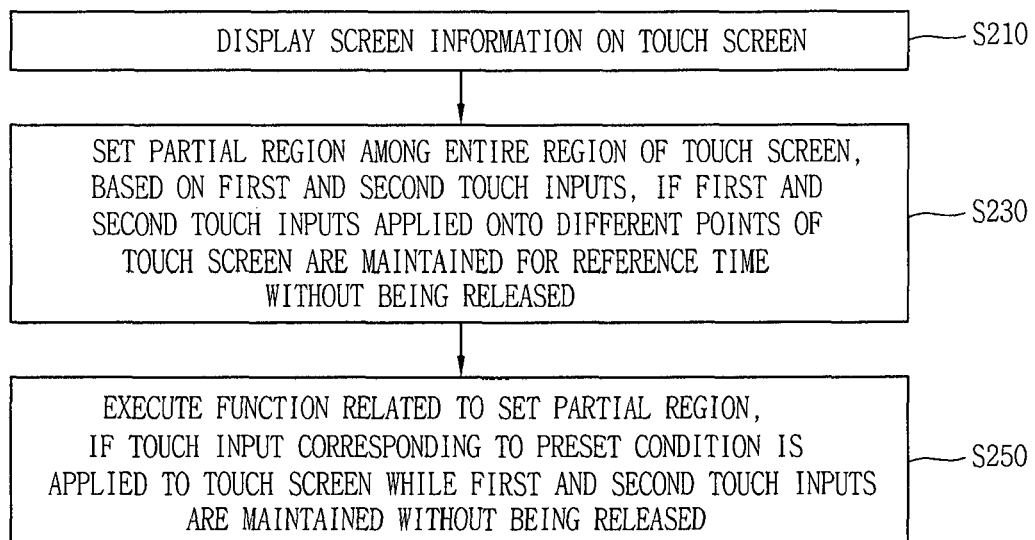 DISPLAY SCREEN INFORMATION ON TOUCH SCREEN
S210
SET PARTIAL REGION AMONG ENTIRE REGION OF TOUCH SCREEN,
BASED ON FIRST AND SECOND TOUCH INPUTS, IF FIRST AND
SECOND TOUCH INPUTS APPLIED ONTO DIFFERENT POINTS OF
TOUCH SCREEN ARE MAINTAINED FOR REFERENCE TIME
WITHOUT BEING RELEASED
S230
EXECUTE FUNCTION RELATED TO SET PARTIAL REGION,
IF TOUCH INPUT CORRESPONDING TO PRESET CONDITION IS
APPLIED TO TOUCH SCREEN WHILE FIRST AND SECOND TOUCH INPUTS
ARE MAINTAINED WITHOUT BEING RELEASED
S250